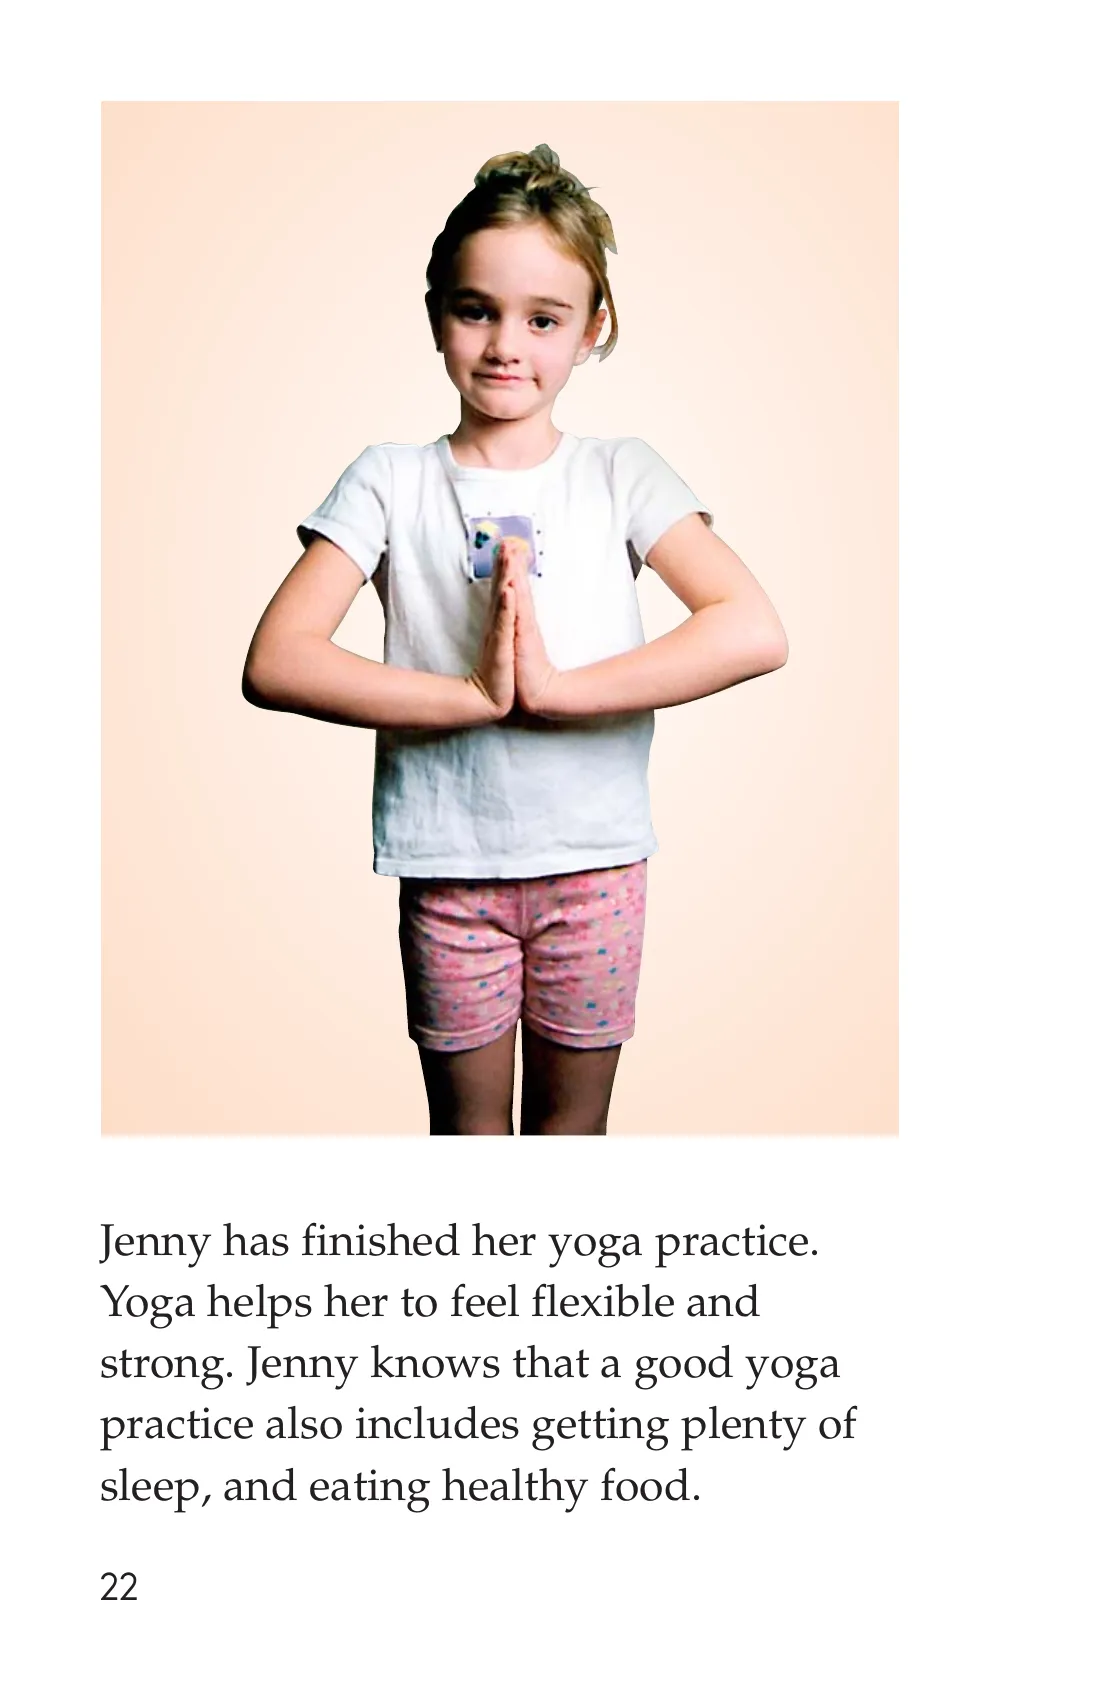 Jenny has finished her yoga practice.
Yoga helps her to feel flexible and
strong. Jenny knows that a good yoga
practice also includes getting plenty of
sleep, and eating healthy food.
22